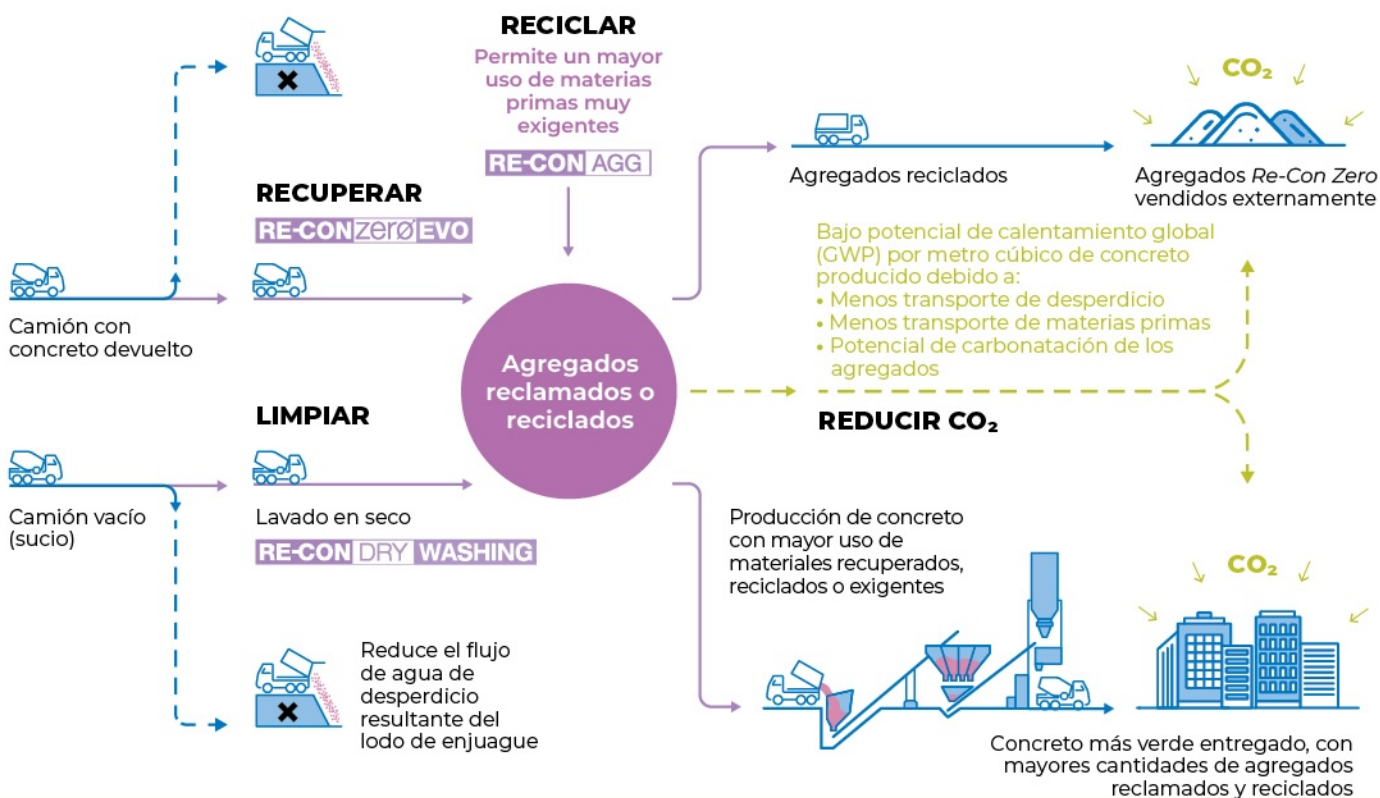 RECICLAR
Permite un mayor
uso de materias
primas muy
exigentes
RE-CON AGG
RECUPERAR
RE-CON zerø EVO
Camión con
concreto devuelto
LIMPIAR
Camión vacío
(sucio)
Lavado en seco
RE-CON DRY WASHING
Reduce el flujo
de agua de
desperdicio
resultante del
lodo de enjuague
Agregados
reclamados o
reciclados
Agregados reciclados
CO₂
Agregados Re-Con Zero
vendidos externamente
Bajo potencial de calentamiento global
(GWP) por metro cúbico de concreto
producido debido a:
• Menos transporte de desperdicio
• Menos transporte de materias primas
• Potencial de carbonatación de los
agregados
REDUCIR CO₂
Producción de concreto
con mayor uso de
materiales recuperados,
reciclados o exigentes
CO₂
Concreto más verde entregado, con
mayores cantidades de agregados
reclamados y reciclados